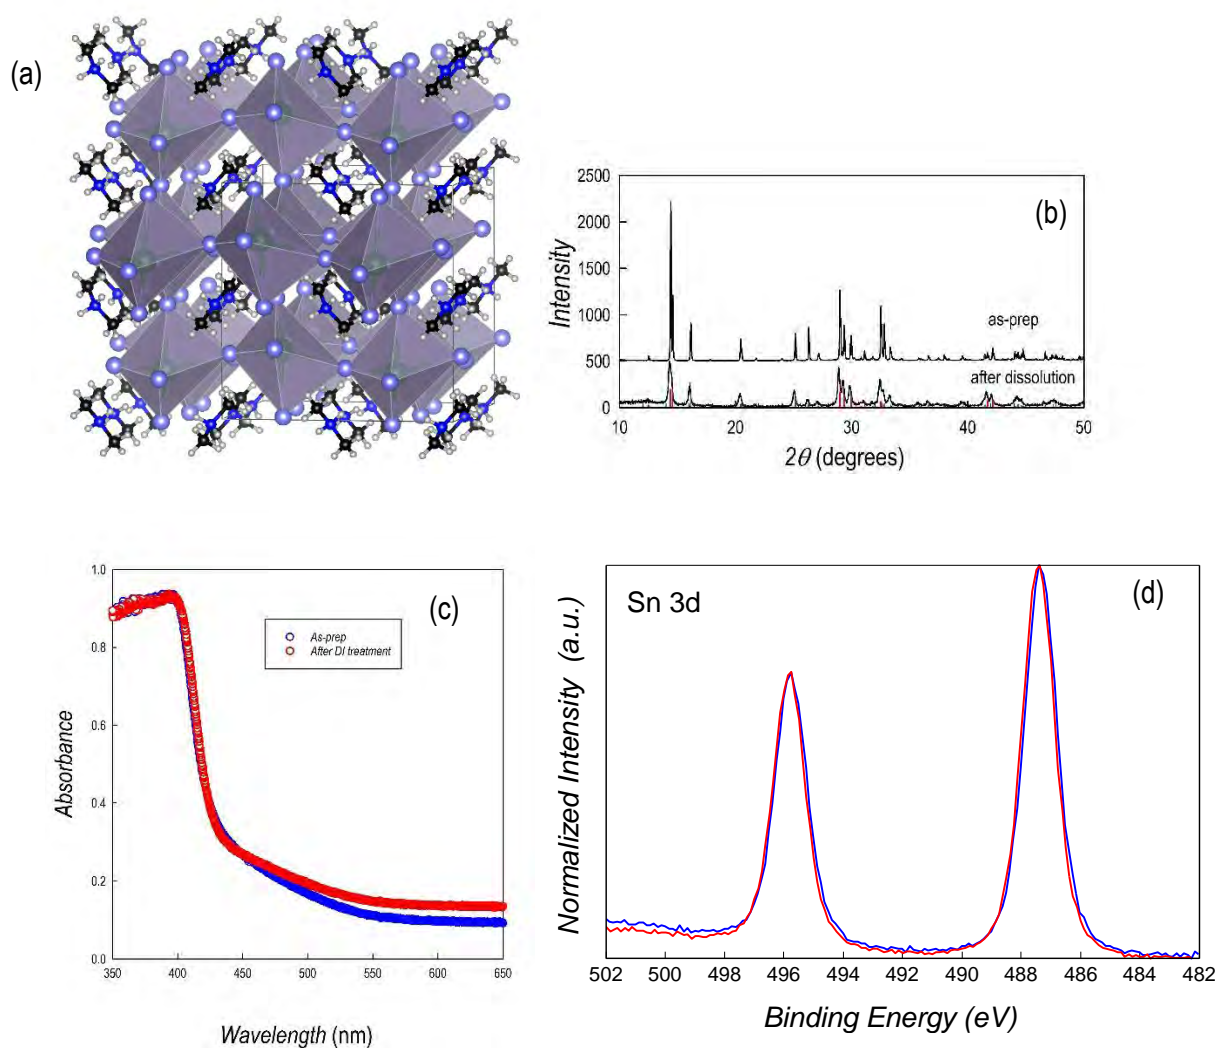 (a)
(b)
2500
2000
1500
1000
500
500
0
Intensity
as-prep
after dissolution
10
20
30
40
50
2θ (degrees)
(c)
1.0
0.8
0.6
0.4
0.2
0.0
Absorbance
As-prep
After DI treatment
350
400
450
500
550
600
650
Wavelength (nm)
(d)
Sn 3d
Normalized Intensity (a.u.)
502
500
498
496
494
492
490
488
486
484
482
Binding Energy (eV)